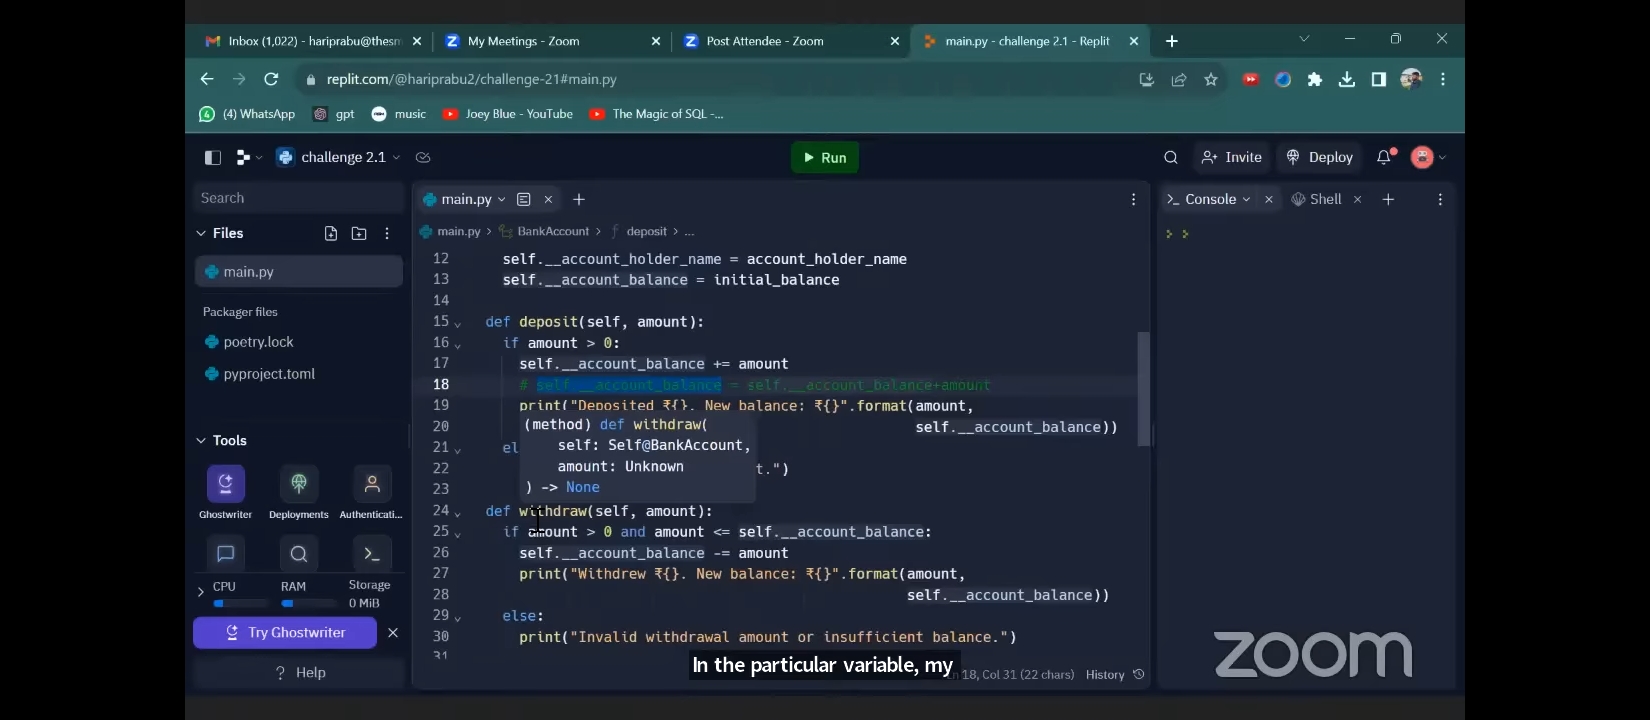 Inbox (1,022) - hariprabu@thesm
My Meetings - Zoom
Post Attendee - Zoom
main.py - challenge 2.1 - Replit
replit.com/@hariprabu2/challenge-21#main.py
(4) WhatsApp
gpt
music
Joey Blue - YouTube
The Magic of SQL -...
challenge 2.1
Run
Invite
Deploy
Search
Files
main.py
Packager files
poetry.lock
pyproject.toml
Tools
Ghostwriter
Deployments
Authenticati...
CPU
RAM
Storage
0 MiB
Try Ghostwriter
? Help
main.py
main.py > BankAccount > f deposit > ...
12 self.__account_holder_name = account_holder_name
13 self.__account_balance = initial_balance
14
15 def deposit(self, amount):
16 if amount > 0:
17 self.__account_balance += amount
18 # self.__account_balance = self.__account_balance+amount
19 print("Deposited ₹{}. New balance: ₹{}".format(amount,
20 self.__account_balance))
(method) def withdraw(
self: Self@BankAccount,
amount: Unknown
) -> None
21 el
22 t.")
23
24 def withdraw(self, amount):
25 if amount > 0 and amount <= self.__account_balance:
26 self.__account_balance -= amount
27 print("Withdrew ₹{}. New balance: ₹{}".format(amount,
28 self.__account_balance))
29 else:
30 print("Invalid withdrawal amount or insufficient balance.")
31
In the particular variable, my
18, Col 31 (22 chars)
History
Console
Shell
zoom